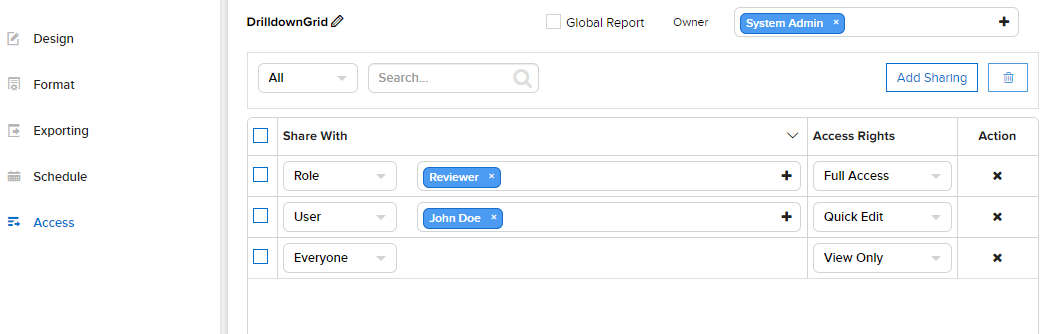 Design
Format
Exporting
Schedule
Access
DrilldownGrid Global Report Owner System Admin ×
All Search... Add Sharing
Share With Access Rights Action
Role Reviewer × Full Access
User John Doe × Quick Edit
Everyone View Only